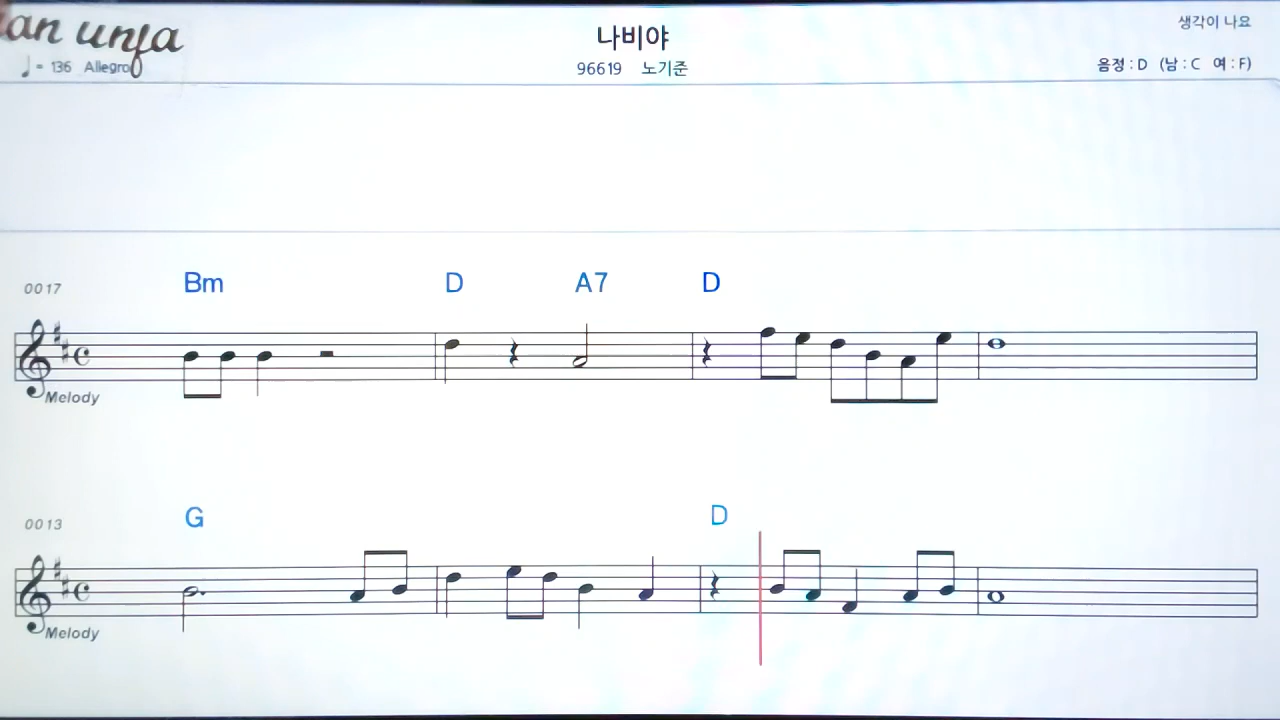 an unfa
생각이 나요
나비야
♩ = 136 Allegro
96619 노기준
음정 : D (남 : C 여 : F)
Bm D A7 D
0017
Melody
G D
0013
Melody